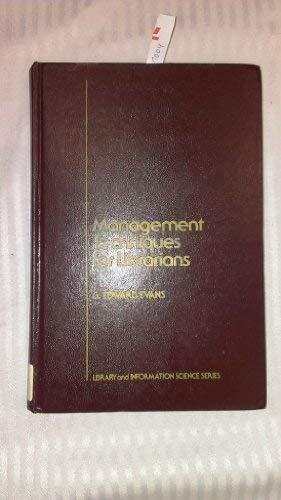 Management
Techniques
for Librarians
G. EDWARD EVANS
LIBRARY and INFORMATION SCIENCE SERIES